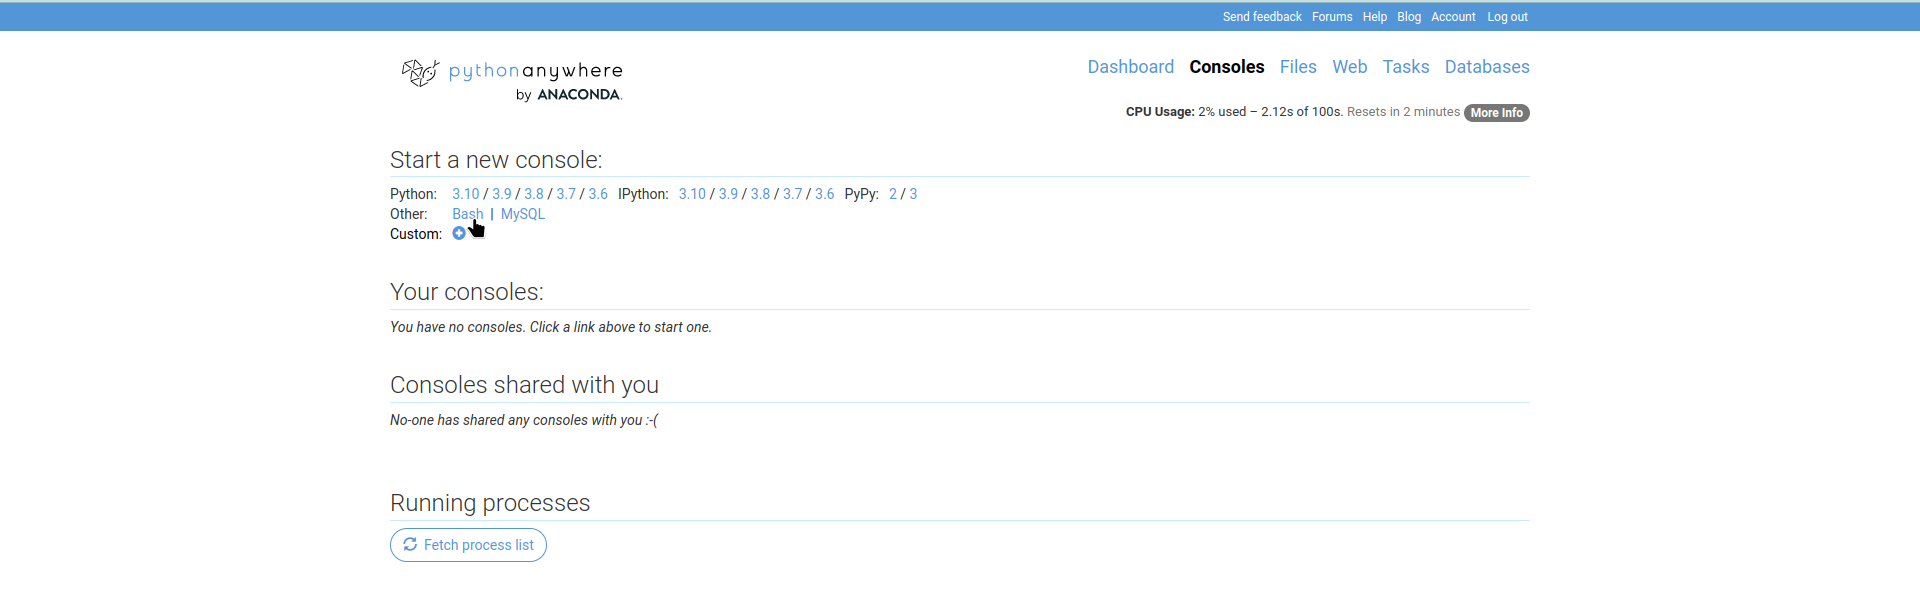 Send feedback Forums Help Blog Account Log out
pythonanywhere
by ANACONDA.
Dashboard Consoles Files Web Tasks Databases
CPU Usage: 2% used – 2.12s of 100s. Resets in 2 minutes More Info
Start a new console:
Python: 3.10 / 3.9 / 3.8 / 3.7 / 3.6 IPython: 3.10 / 3.9 / 3.8 / 3.7 / 3.6 PyPy: 2 / 3
Other: Bash | MySQL
Custom:
Your consoles:
You have no consoles. Click a link above to start one.
Consoles shared with you
No-one has shared any consoles with you :-(
Running processes
Fetch process list